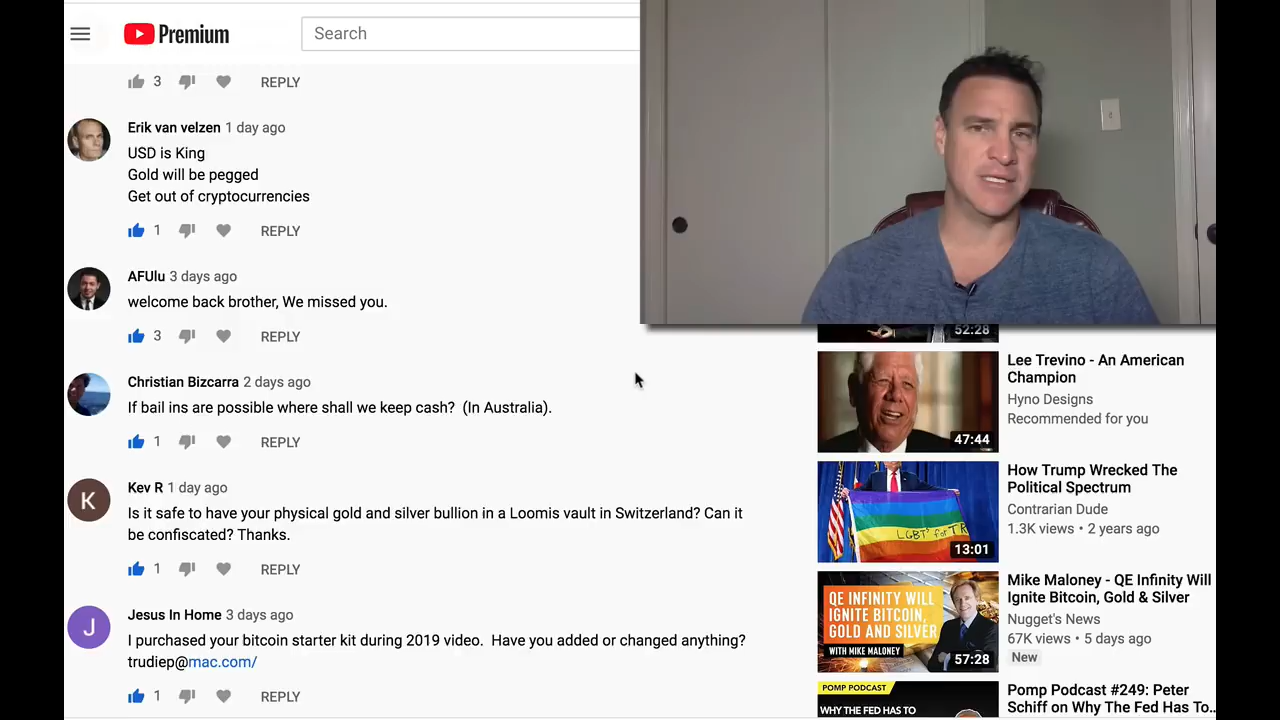 Premium
Search
3
REPLY
Erik van velzen 1 day ago
USD is King
Gold will be pegged
Get out of cryptocurrencies
1
REPLY
AFUlu 3 days ago
welcome back brother, We missed you.
3
REPLY
Christian Bizcarra 2 days ago
If bail ins are possible where shall we keep cash?  (In Australia).
1
REPLY
K
Kev R 1 day ago
Is it safe to have your physical gold and silver bullion in a Loomis vault in Switzerland? Can it
be confiscated? Thanks.
1
REPLY
J
Jesus In Home 3 days ago
I purchased your bitcoin starter kit during 2019 video.  Have you added or changed anything?
trudiep@mac.com/
1
REPLY
52:28
47:44
Lee Trevino - An American
Champion
Hyno Designs
Recommended for you
LGBTs for TR
13:01
How Trump Wrecked The
Political Spectrum
Contrarian Dude
1.3K views • 2 years ago
QE INFINITY WILL
IGNITE BITCOIN,
GOLD AND SILVER
WITH MIKE MALONEY
57:28
Mike Maloney - QE Infinity Will
Ignite Bitcoin, Gold & Silver
Nugget's News
67K views • 5 days ago
New
POMP PODCAST
WHY THE FED HAS TO
Pomp Podcast #249: Peter
Schiff on Why The Fed Has To..